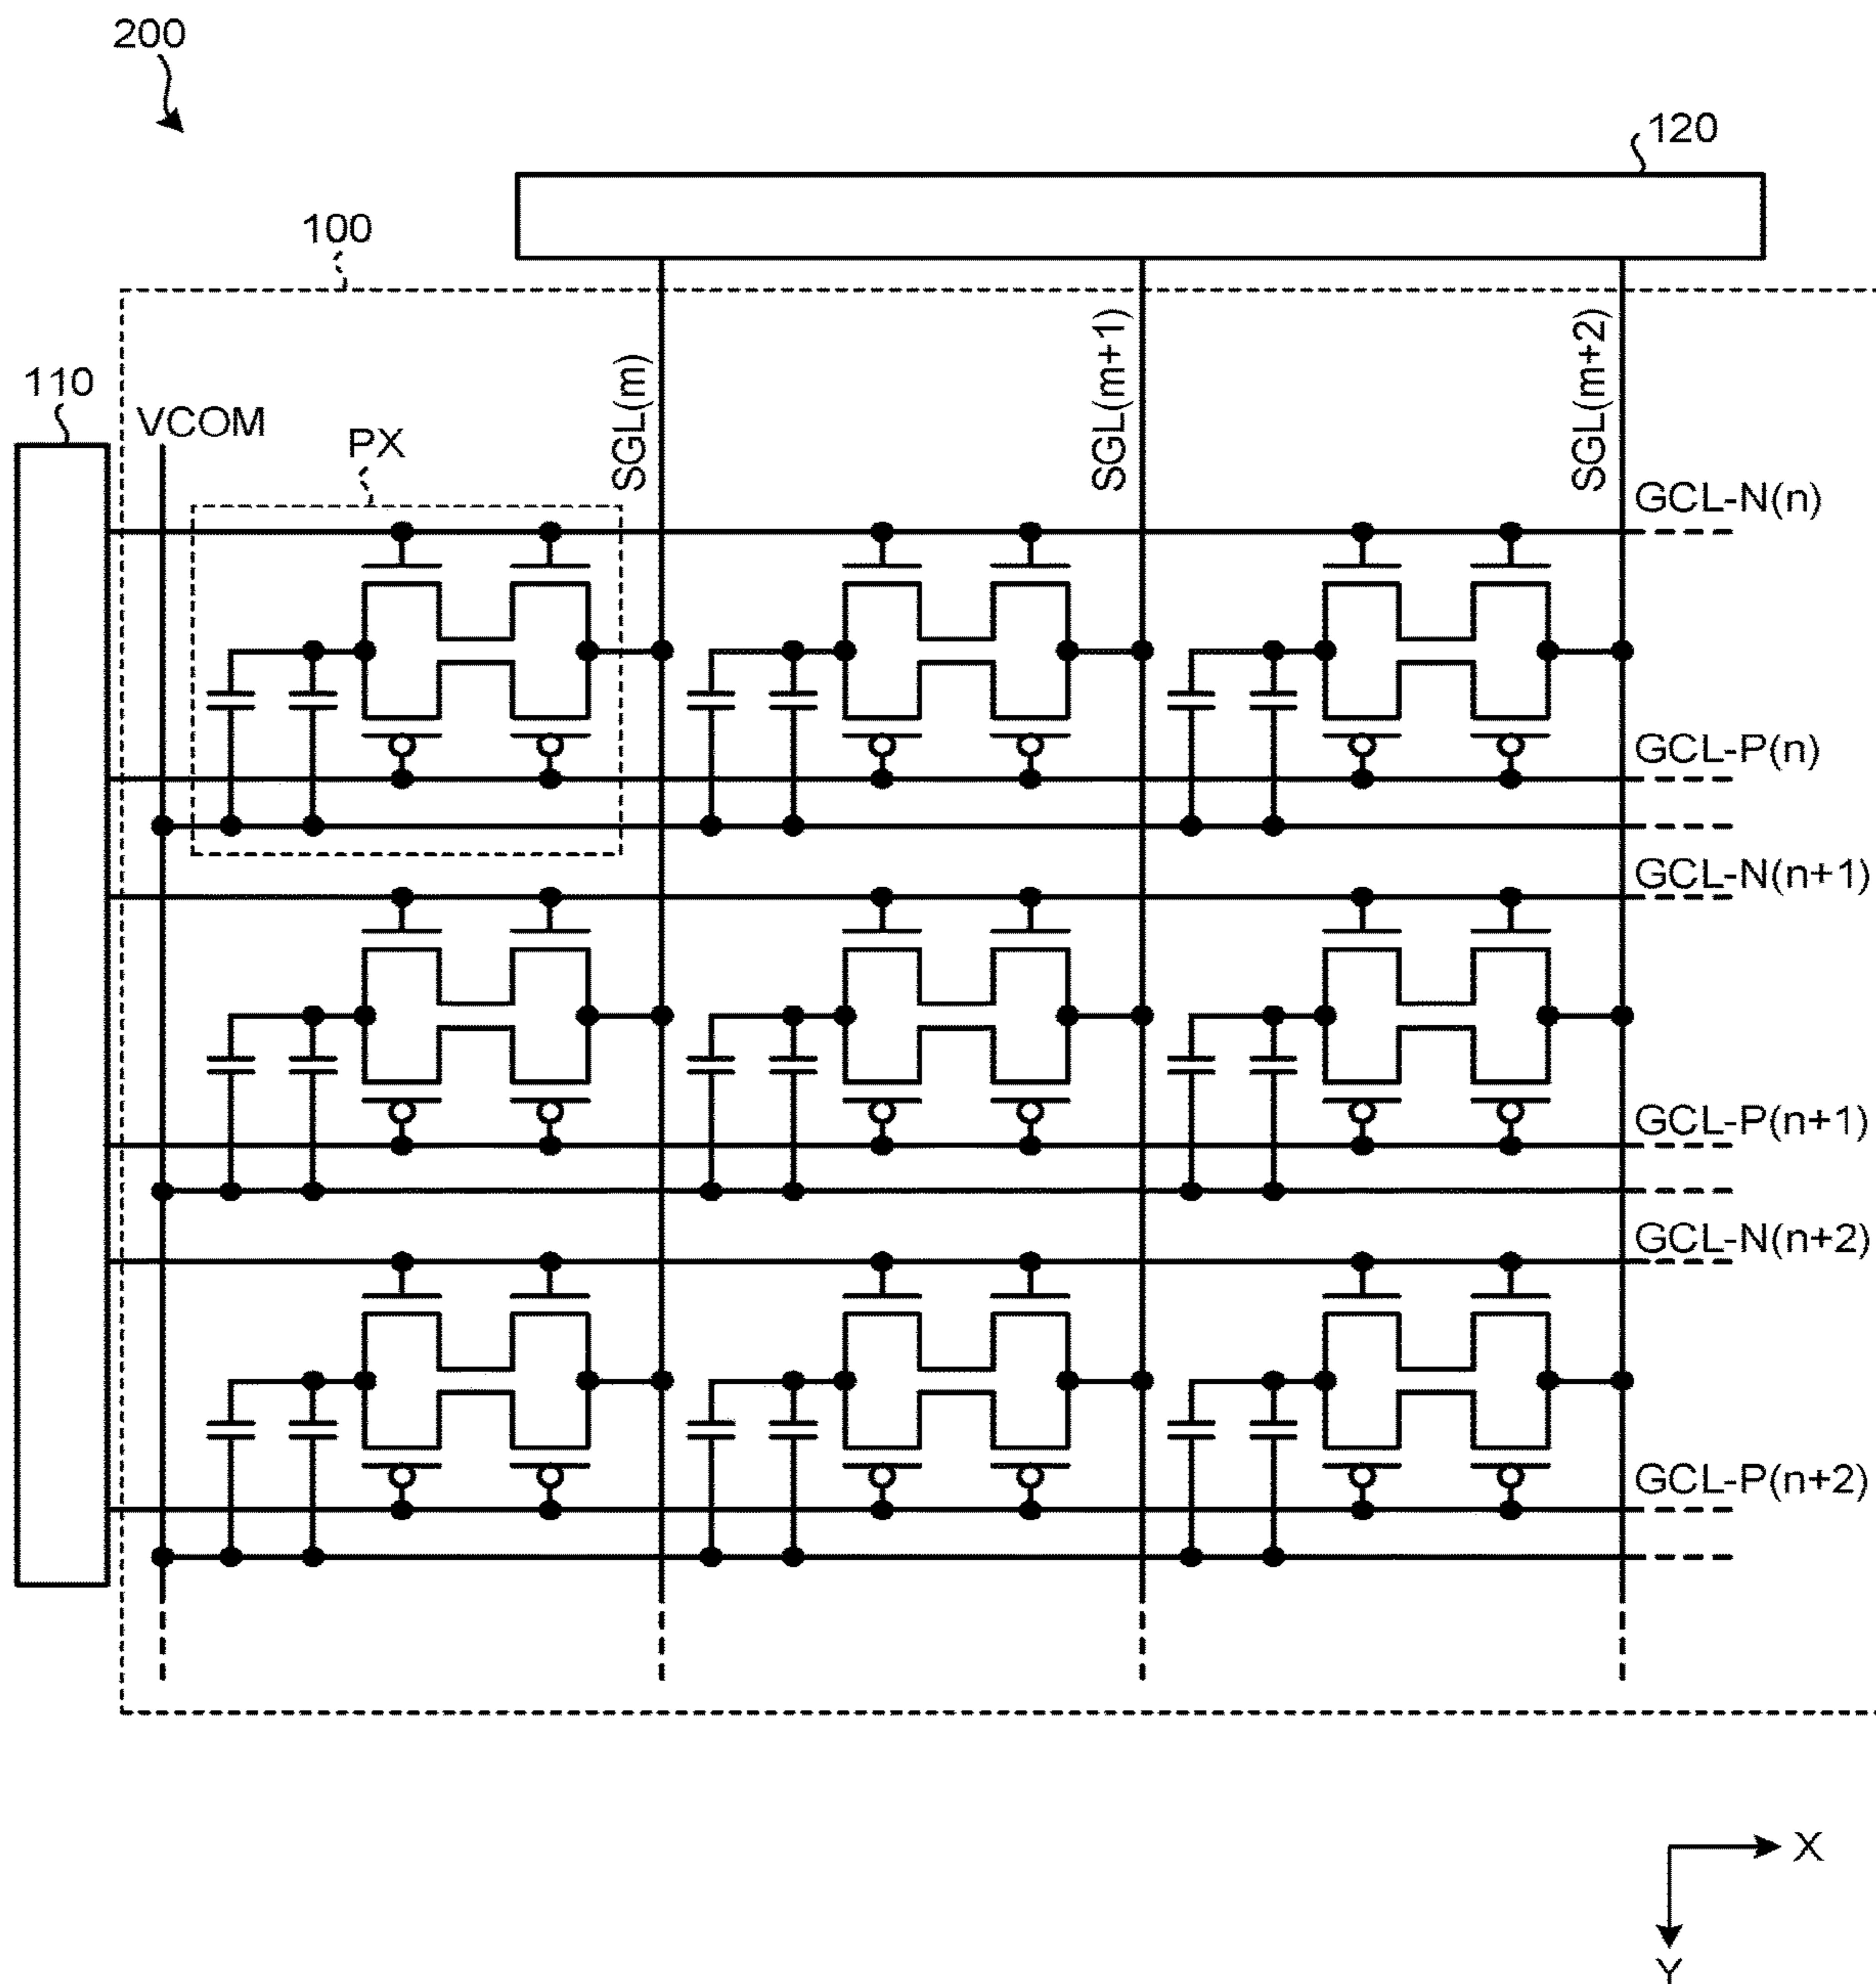 200
120
100
110
VCOM
PX
SGL(m)
SGL(m+1)
SGL(m+2)
GCL-N(n)
GCL-P(n)
GCL-N(n+1)
GCL-P(n+1)
GCL-N(n+2)
GCL-P(n+2)
X
Y